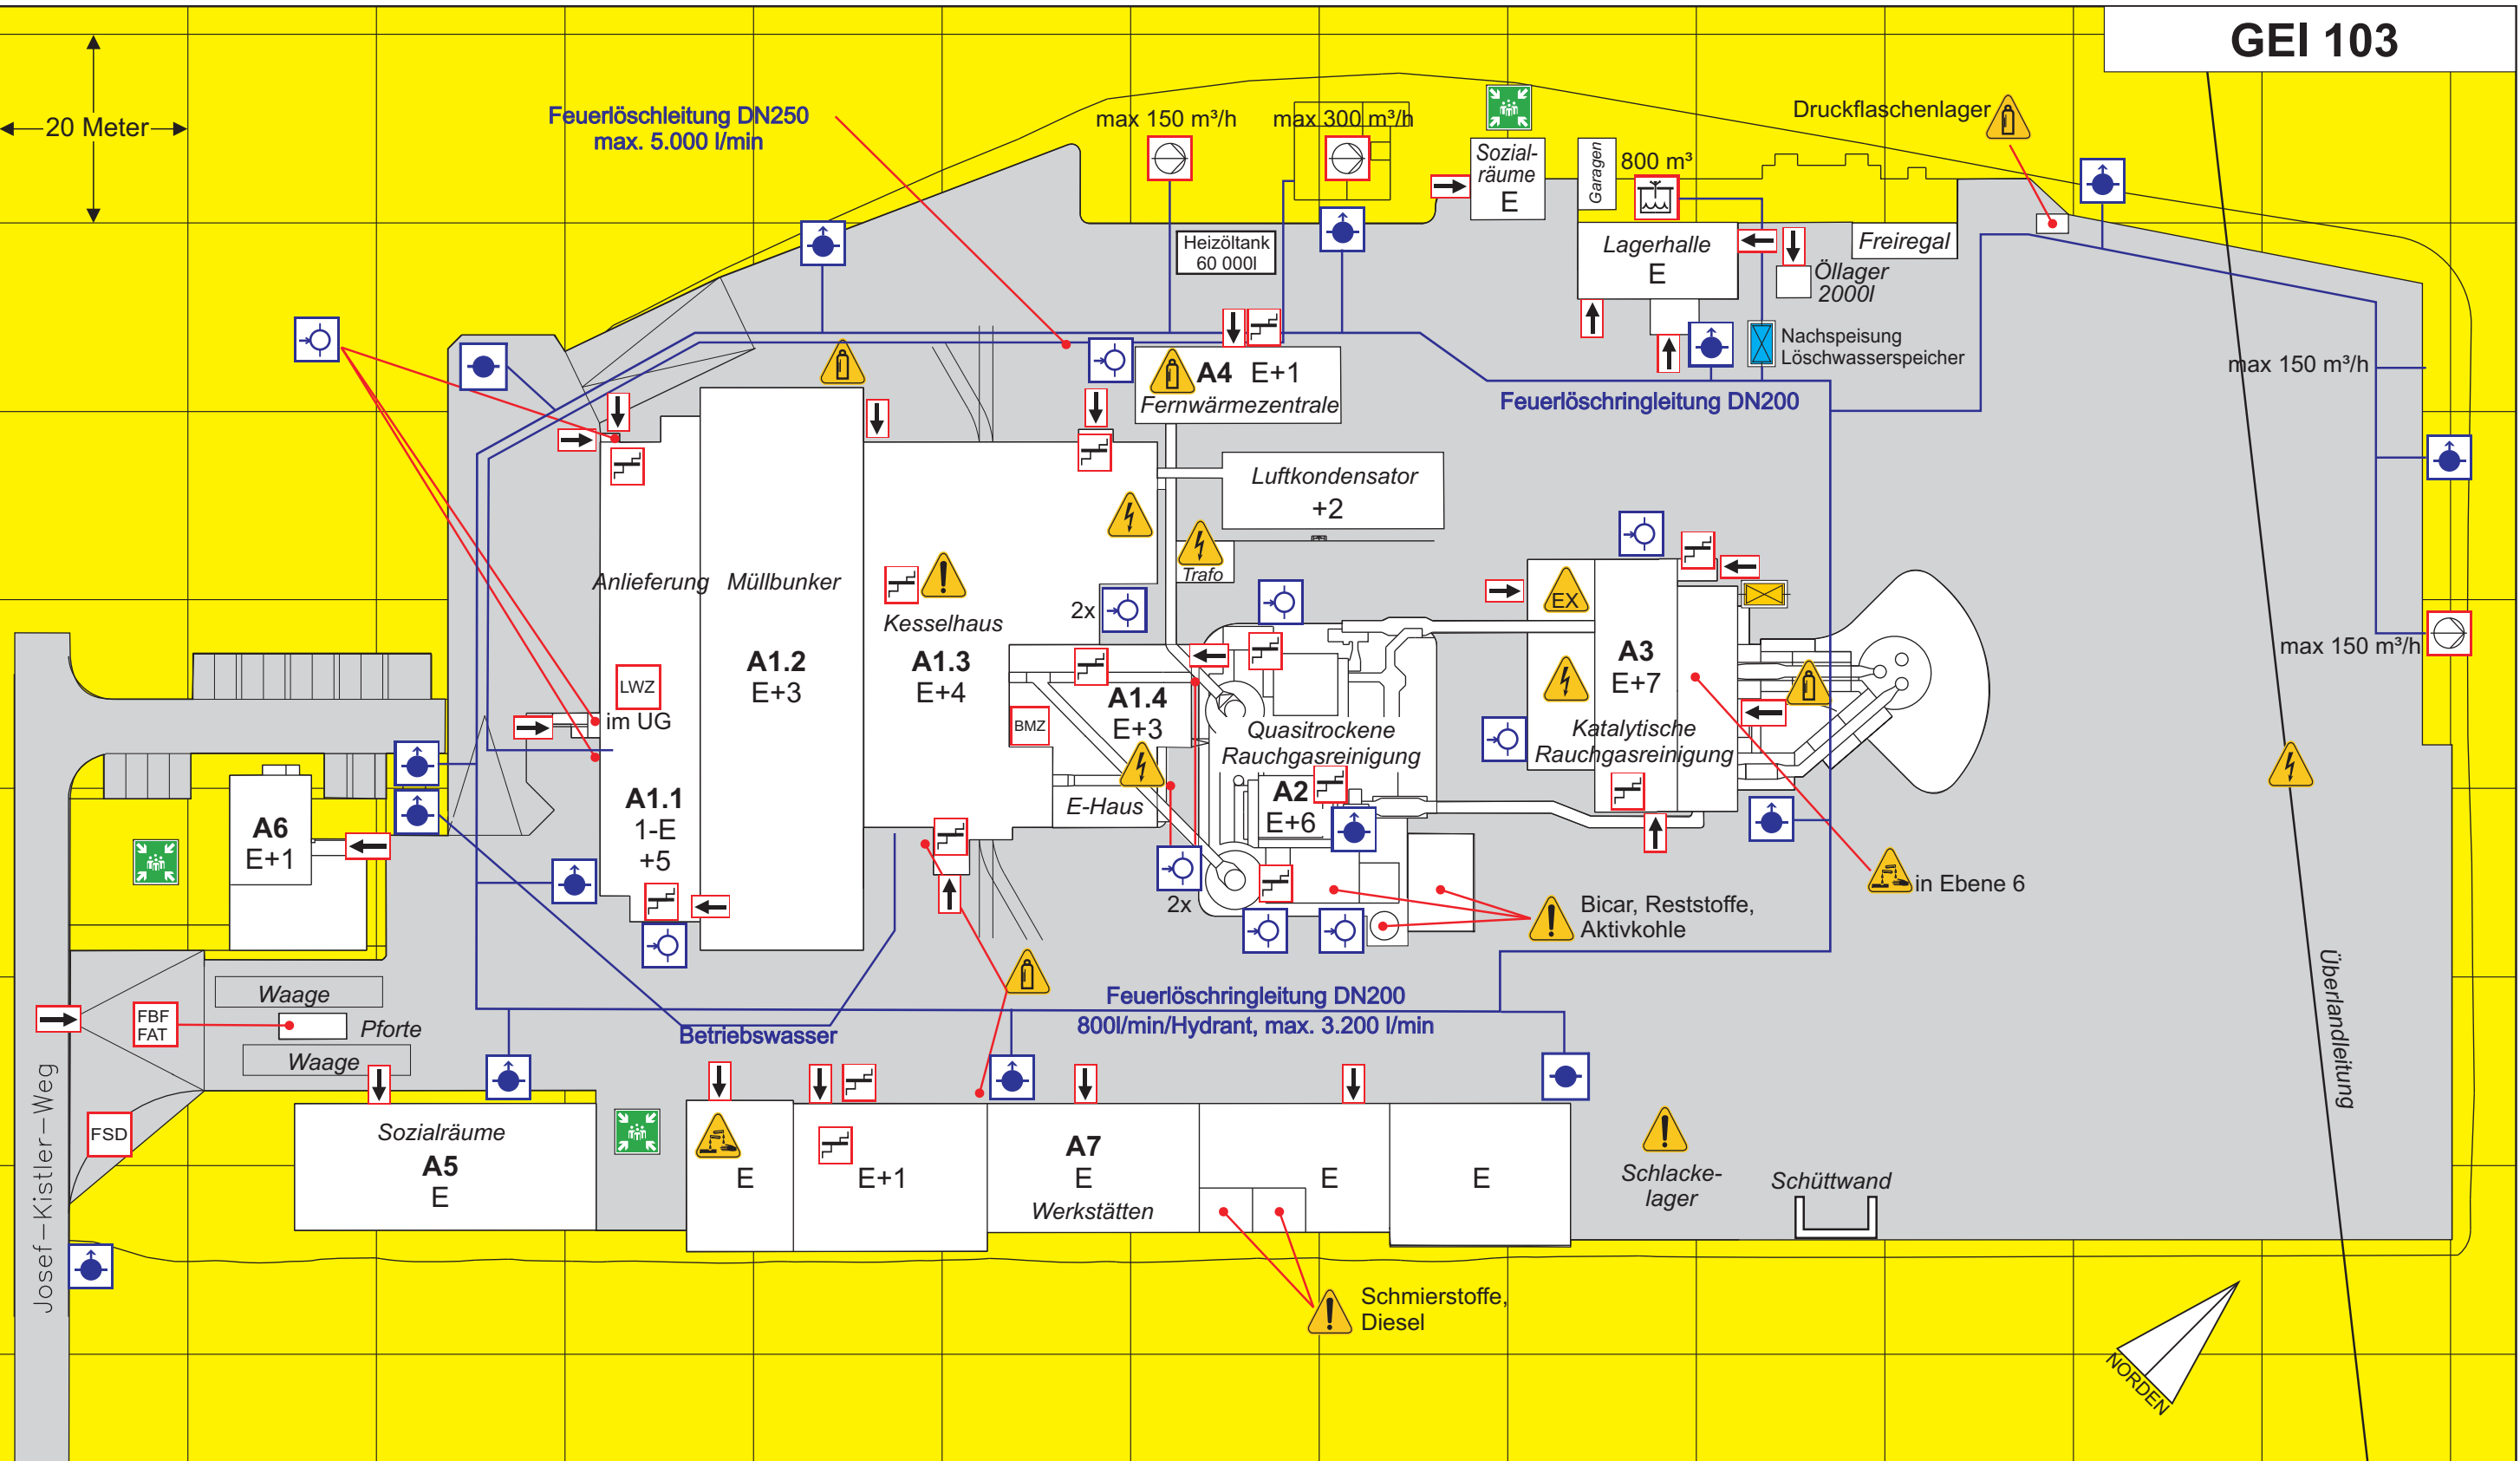 GEI 103
20 Meter
Feuerlöschleitung DN250
max. 5.000 l/min
max 150 m³/h
max 300 m³/h
Sozial-
räume
E
Garagen
800 m³
Druckflaschenlager
Heizöltank
60 000l
Lagerhalle
E
Freiregal
Öllager
2000l
Nachspeisung
Löschwasserspeicher
max 150 m³/h
A4 E+1
Fernwärmezentrale
Feuerlöschringleitung DN200
Luftkondensator
+2
Trafo
Anlieferung
Müllbunker
Kesselhaus
2x
EX
A1.2
E+3
A1.3
E+4
A3
E+7
max 150 m³/h
LWZ
im UG
BMZ
A1.4
E+3
Quasitrockene
Rauchgasreinigung
Katalytische
Rauchgasreinigung
A1.1
1-E
+5
E-Haus
A2
E+6
A6
E+1
2x
in Ebene 6
Bicar, Reststoffe,
Aktivkohle
Waage
FBF
FAT
Pforte
Waage
Betriebswasser
Feuerlöschringleitung DN200
800l/min/Hydrant, max. 3.200 l/min
Überlandleitung
Josef-Kistler-Weg
FSD
Sozialräume
A5
E
E
E+1
A7
E
Werkstätten
E
E
Schlacke-
lager
Schüttwand
Schmierstoffe,
Diesel
NORDEN